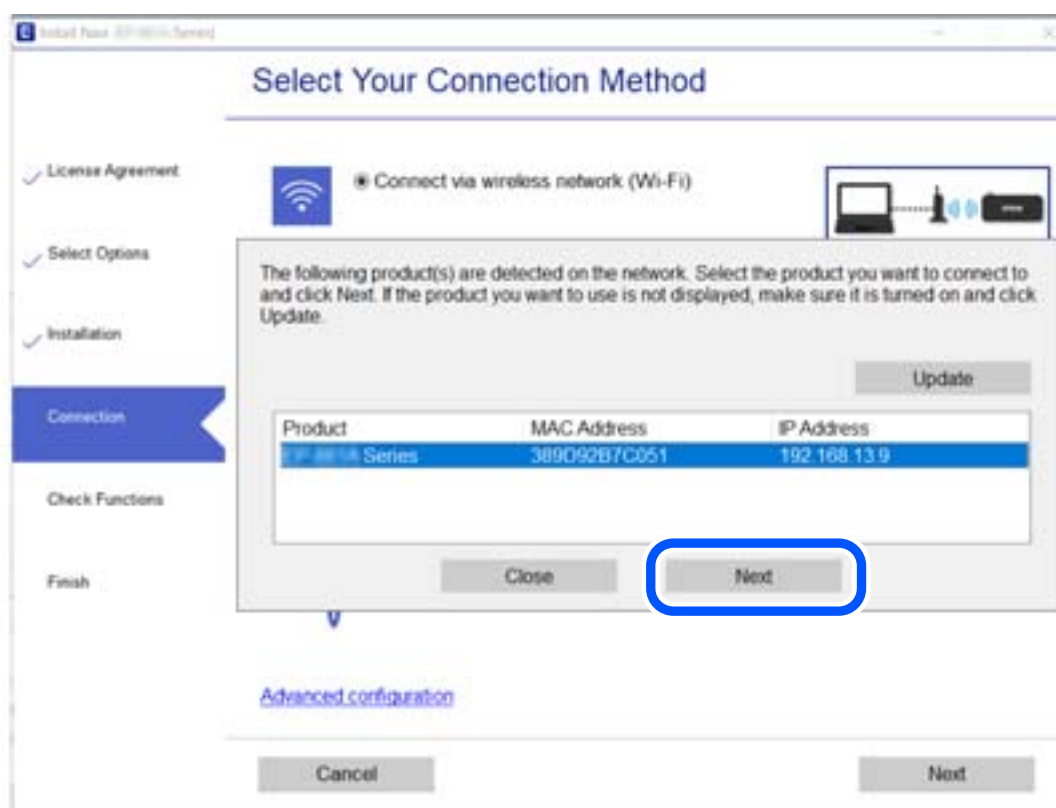 Install Navi
Series]
Select Your Connection Method
License Agreement
Select Options
Installation
Connection
Check Functions
Finish
Connect via wireless network (Wi-Fi)
The following product(s) are detected on the network. Select the product you want to connect to
and click Next. If the product you want to use is not displayed, make sure it is turned on and click
Update.
Update
Product MAC Address IP Address
Series 389D92B7C051 192.168.13.9
Close Next
Advanced configuration
Cancel Next